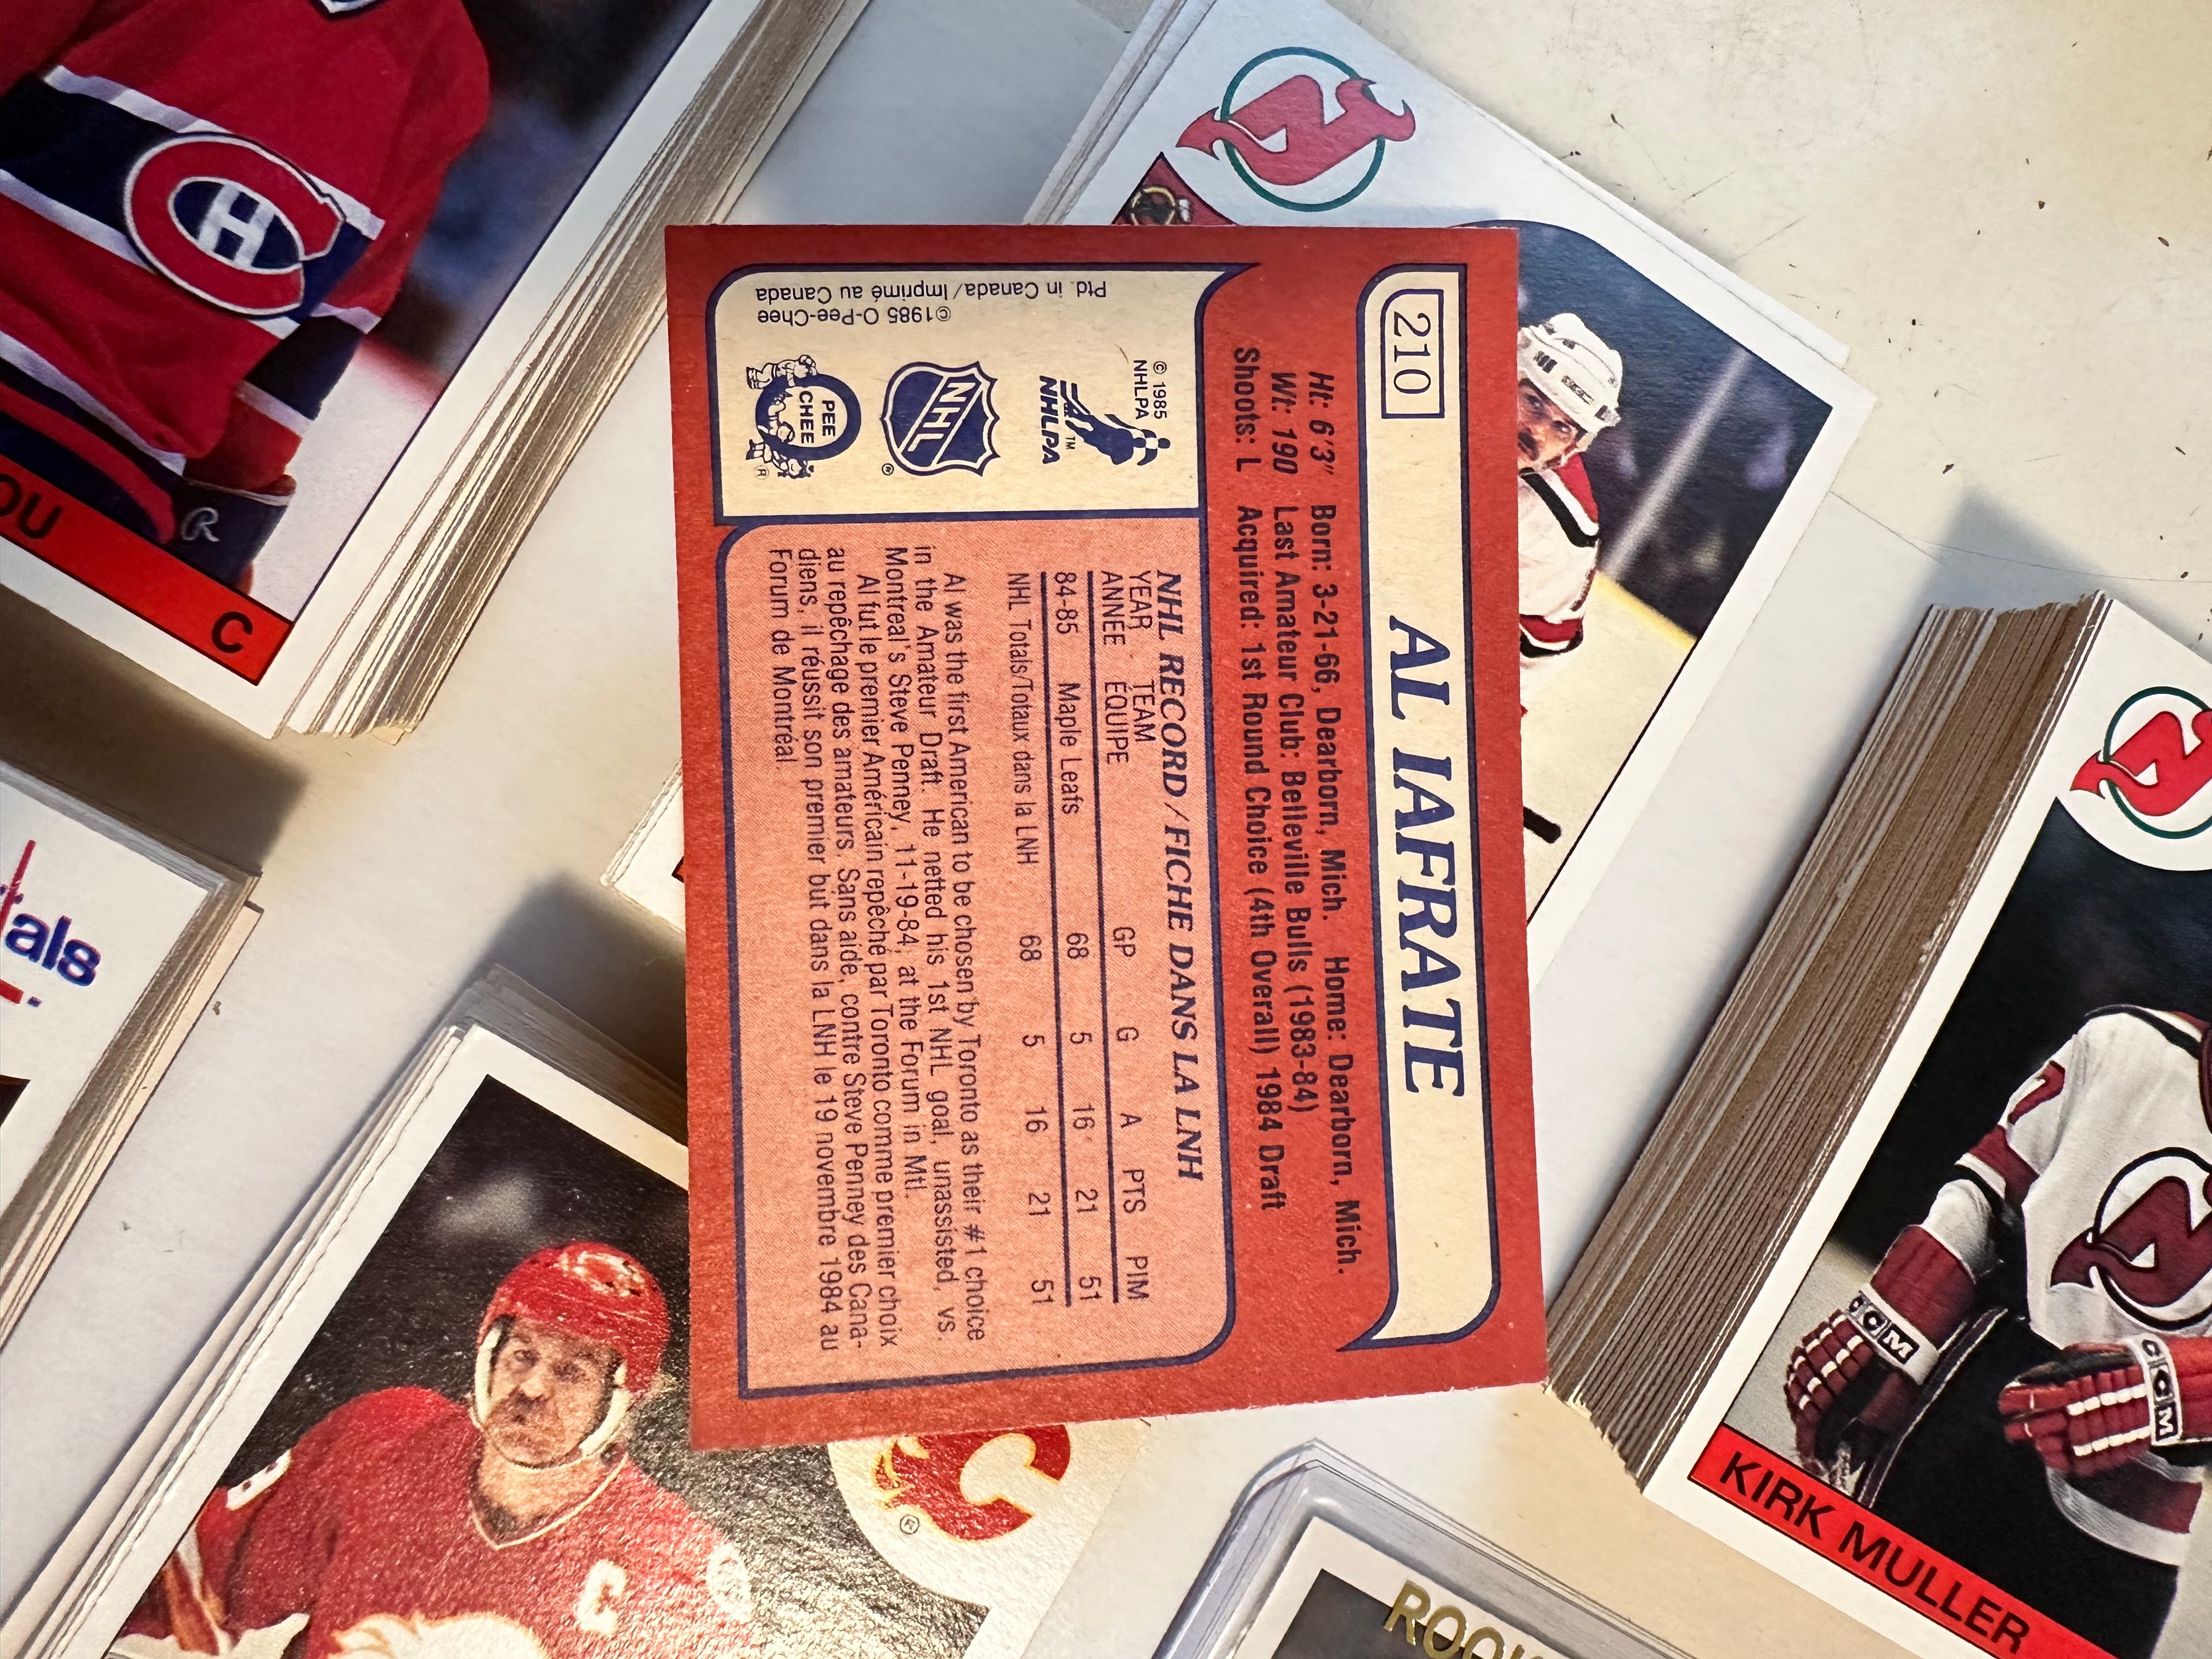 210
AL IAFRATE
Ht: 6'3" Born: 3-21-66, Dearborn, Mich. Home: Dearborn, Mich.
Wt: 190 Last Amateur Club: Belleville Bulls (1983-84)
Shoots: L Acquired: 1st Round Choice (4th Overall) 1984 Draft
© 1985
NHLPA
NHLPA
TM
NHL
®
PEE
CHEE
®
©1985 O-Pee-Chee
Ptd. in Canada/Imprimé au Canada
NHL RECORD/FICHE DANS LA LNH
YEAR TEAM
ANNÉE ÉQUIPE GP G A PTS PIM
84-85 Maple Leafs 68 5 16 21 51
NHL Totals/Totaux dans la LNH 68 5 16 21 51
Al was the first American to be chosen by Toronto as their #1 choice
in the Amateur Draft. He netted his 1st NHL goal, unassisted, vs.
Montreal's Steve Penney, 11-19-84, at the Forum in Mtl.
Al fut le premier Américain repêché par Toronto comme premier choix
au repêchage des amateurs. Sans aide, contre Steve Penney des Cana-
diens, il réussit son premier but dans la LNH le 19 novembre 1984 au
Forum de Montréal.
OU C
H
R
als
C
®
C
KIRK MULLER
CCM
CCM
ROOK